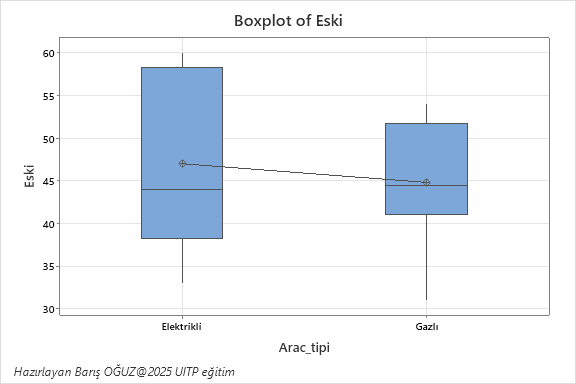 Boxplot of Eski
60
55
50
45
40
35
30
Eski
Elektrikli
Gazlı
Arac_tipi
Hazırlayan Barış OĞUZ@2025 UITP eğitim